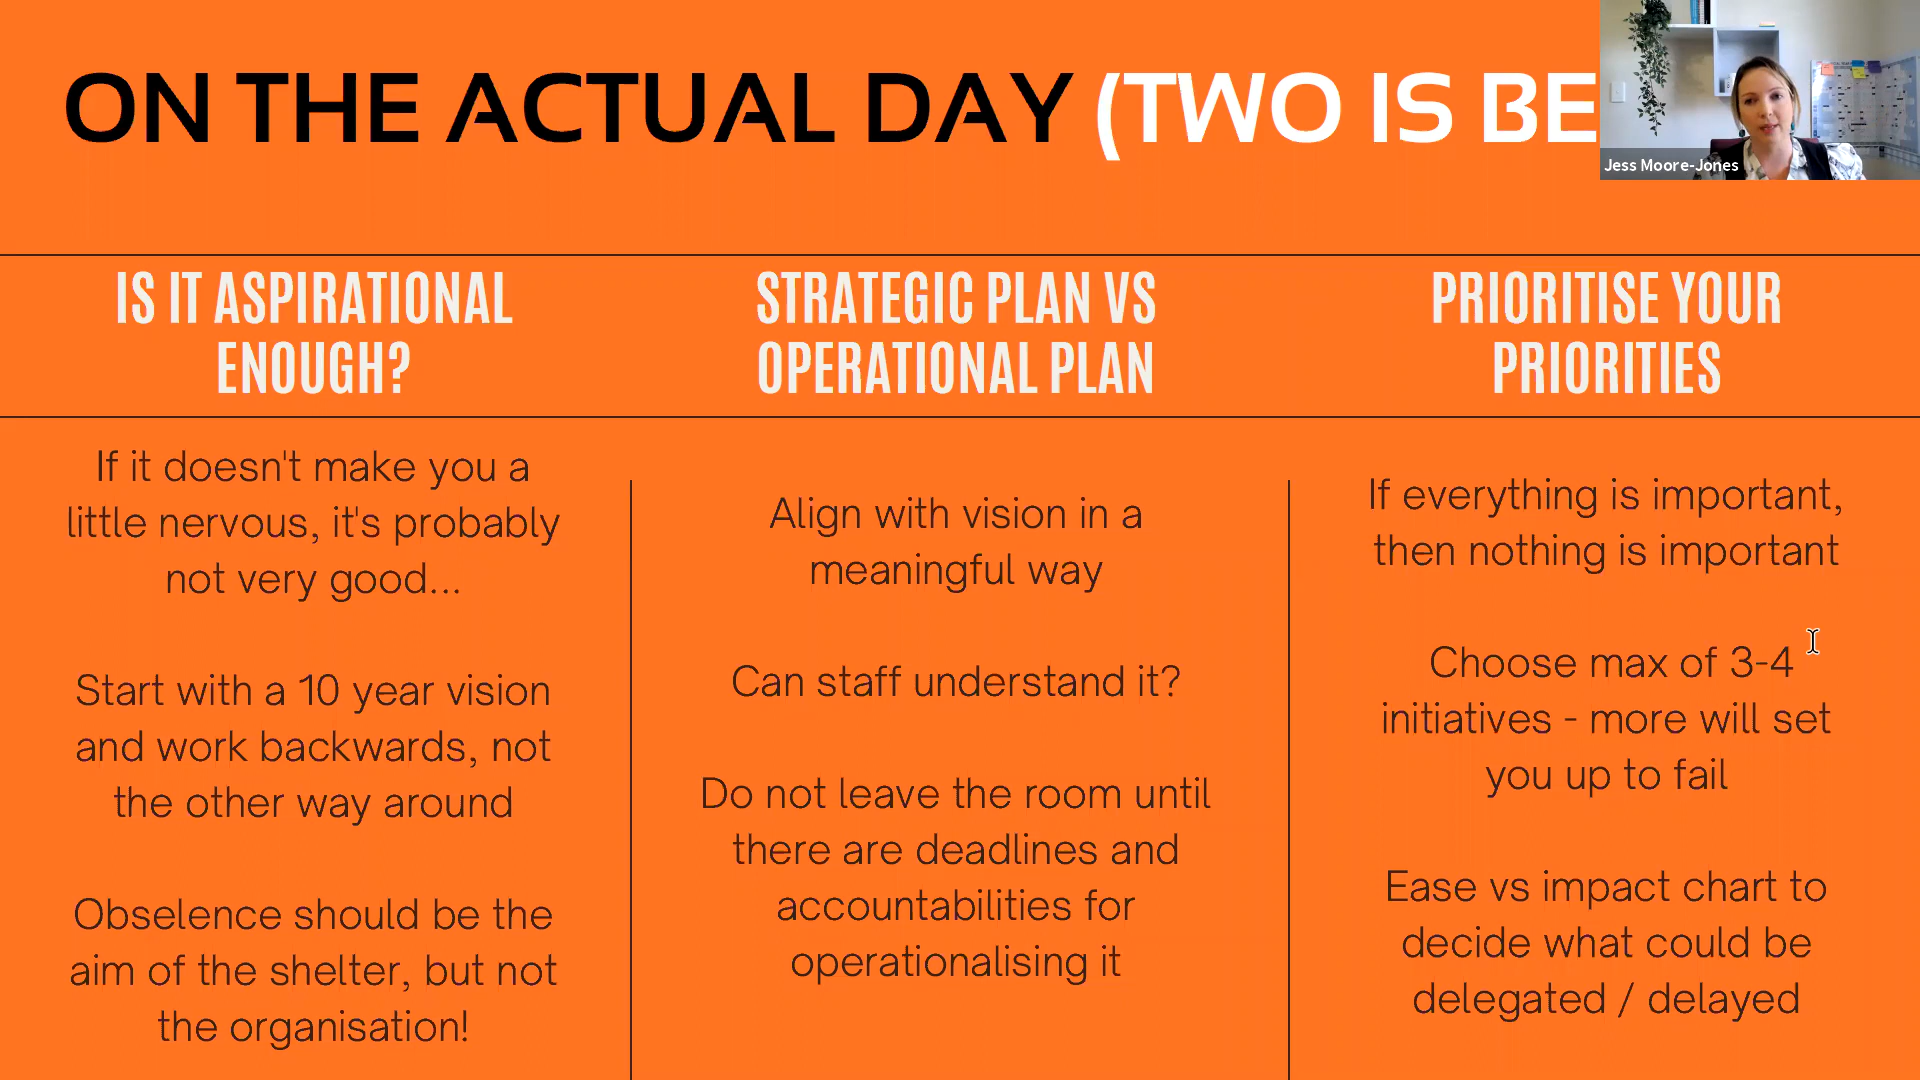 ON THE ACTUAL DAY (TWO IS BE
Jess Moore-Jones
IS IT ASPIRATIONAL
ENOUGH?
If it doesn't make you a
little nervous, it's probably
not very good...
Start with a 10 year vision
and work backwards, not
the other way around
Obselence should be the
aim of the shelter, but not
the organisation!
STRATEGIC PLAN VS
OPERATIONAL PLAN
Align with vision in a
meaningful way
Can staff understand it?
Do not leave the room until
there are deadlines and
accountabilities for
operationalising it
PRIORITISE YOUR
PRIORITIES
If everything is important,
then nothing is important
Choose max of 3-4
initiatives - more will set
you up to fail
Ease vs impact chart to
decide what could be
delegated / delayed